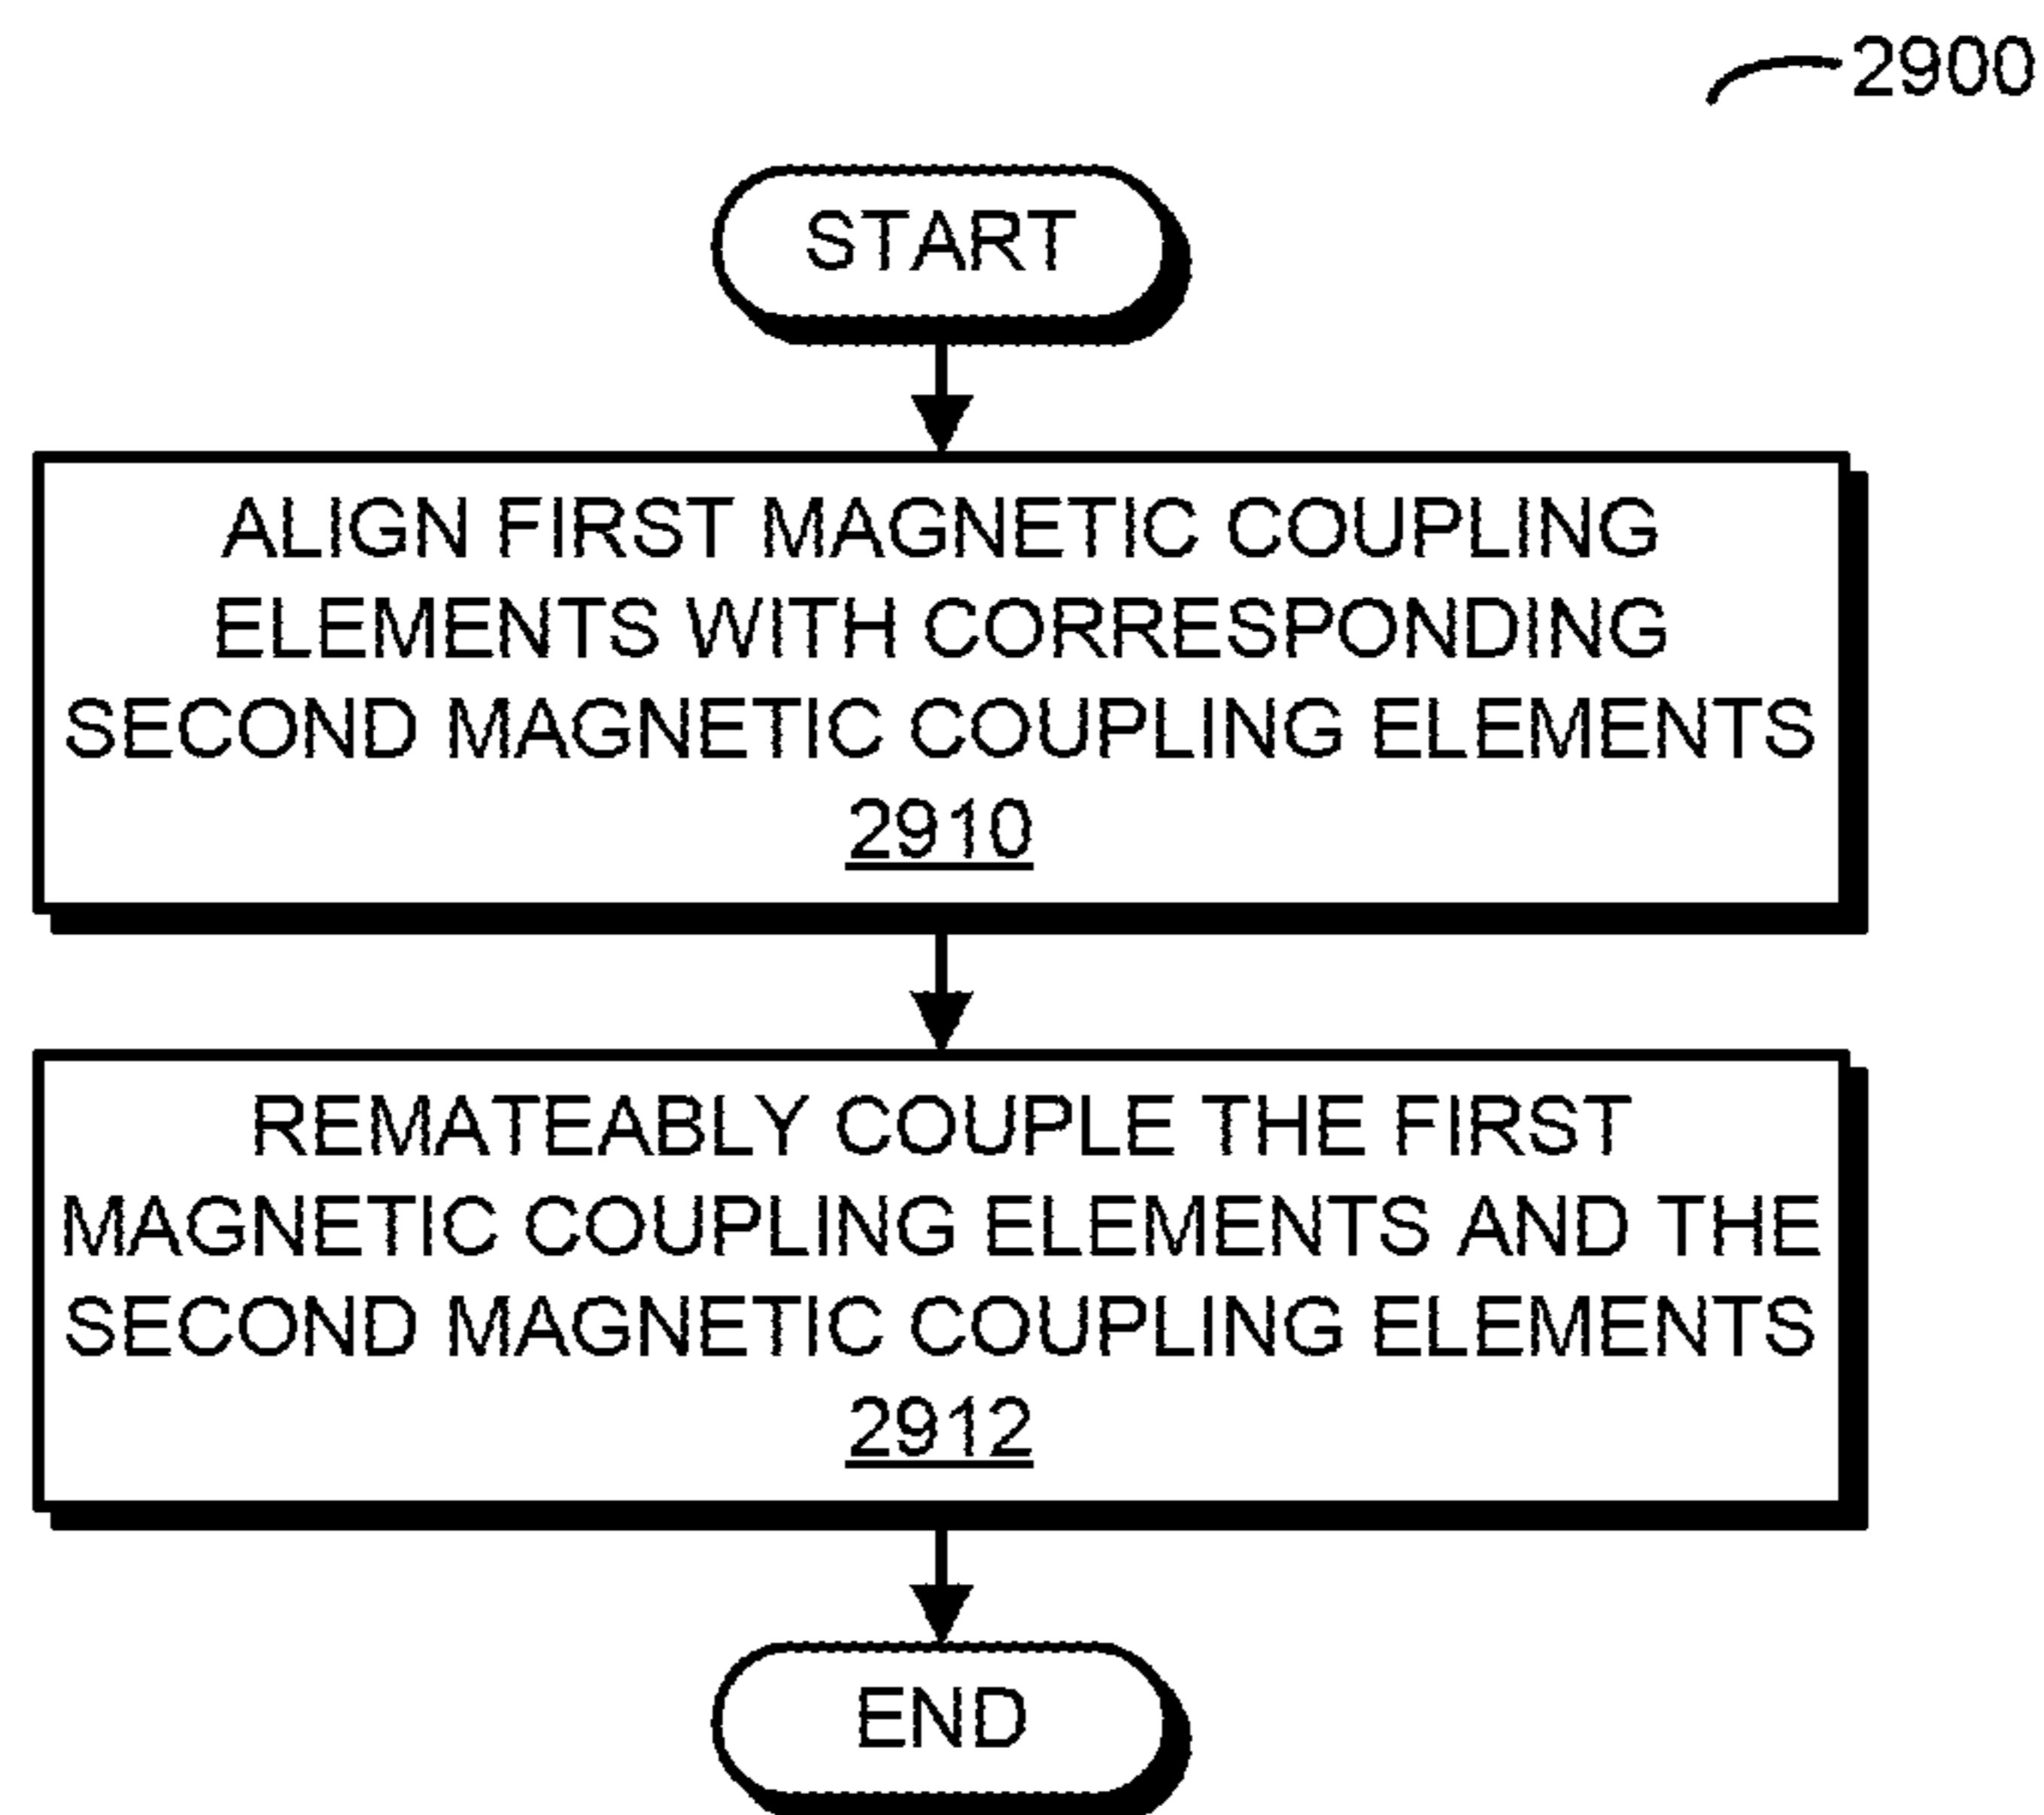 2900
START
ALIGN FIRST MAGNETIC COUPLING
ELEMENTS WITH CORRESPONDING
SECOND MAGNETIC COUPLING ELEMENTS
2910
REMATEABLY COUPLE THE FIRST
MAGNETIC COUPLING ELEMENTS AND THE
SECOND MAGNETIC COUPLING ELEMENTS
2912
END